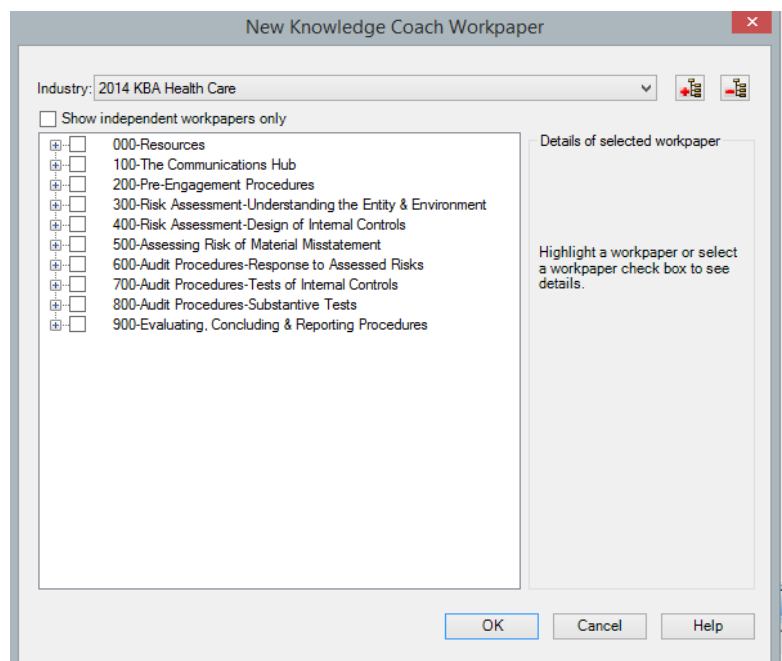 New Knowledge Coach Workpaper
Industry: 2014 KBA Health Care
Show independent workpapers only
000-Resources
100-The Communications Hub
200-Pre-Engagement Procedures
300-Risk Assessment-Understanding the Entity & Environment
400-Risk Assessment-Design of Internal Controls
500-Assessing Risk of Material Misstatement
600-Audit Procedures-Response to Assessed Risks
700-Audit Procedures-Tests of Internal Controls
800-Audit Procedures-Substantive Tests
900-Evaluating, Concluding & Reporting Procedures
Details of selected workpaper
Highlight a workpaper or select
a workpaper check box to see
details.
OK Cancel Help